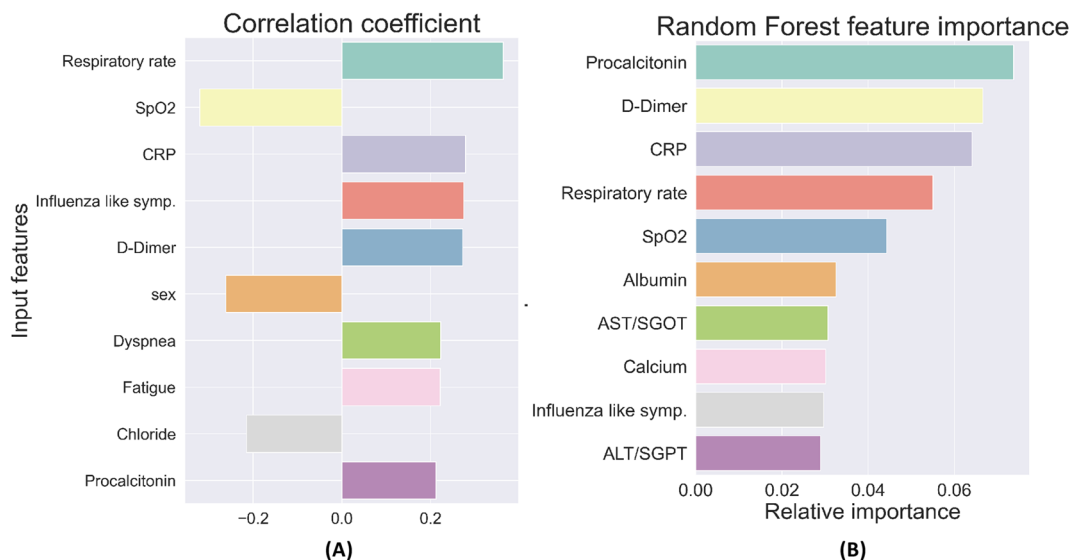 Correlation coefficient
Input features
Respiratory rate
SpO2
CRP
Influenza like symp.
D-Dimer
sex
Dyspnea
Fatigue
Chloride
Procalcitonin
−0.2 0.0 0.2
(A)
Random Forest feature importance
Procalcitonin
D-Dimer
CRP
Respiratory rate
SpO2
Albumin
AST/SGOT
Calcium
Influenza like symp.
ALT/SGPT
0.00 0.02 0.04 0.06
Relative importance
(B)